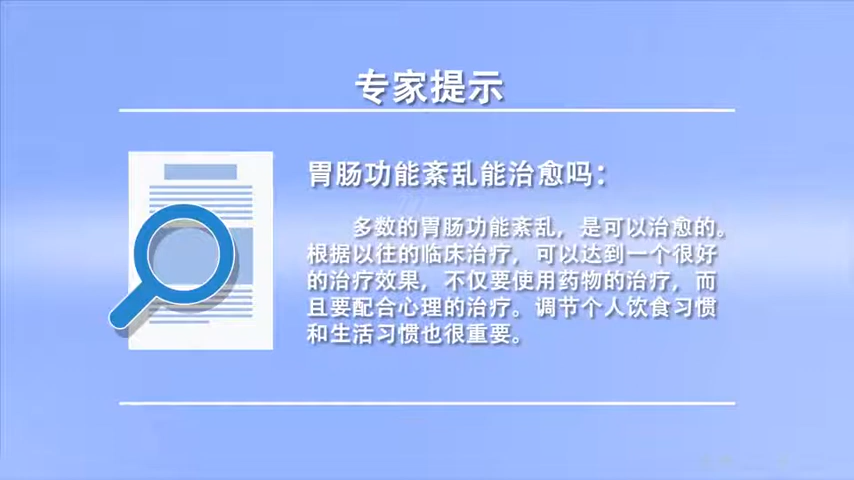 专家提示
胃肠功能紊乱能治愈吗：
多数的胃肠功能紊乱，是可以治愈的。
根据以往的临床治疗，可以达到一个很好
的治疗效果，不仅要使用药物的治疗，而
且要配合心理的治疗。调节个人饮食习惯
和生活习惯也很重要。